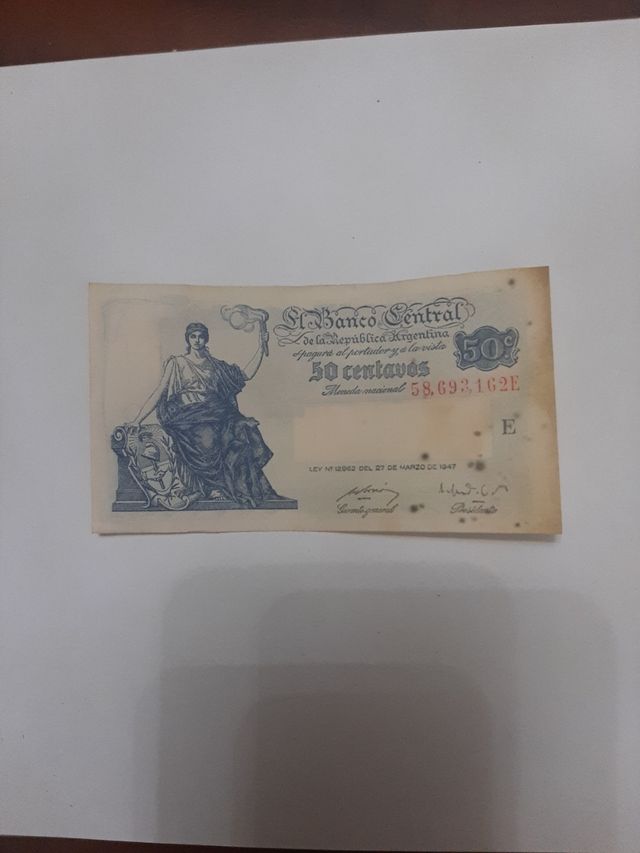 El Banco Central
de la República Argentina
pagará al portador y a la vista
50 centavos
50c
Moneda nacional 58,693,162E
E
LEY Nº 12962 DEL 27 DE MARZO DE 1947
Gerente general
Presidente